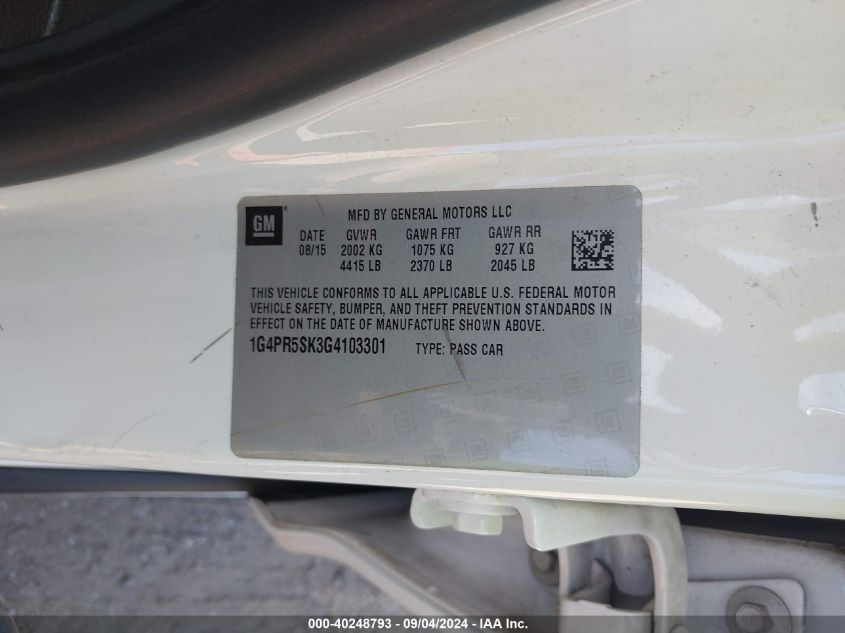 GM
MFD BY GENERAL MOTORS LLC
DATE GVWR GAWR FRT GAWR RR
08/15 2002 KG 1075 KG 927 KG
4415 LB 2370 LB 2045 LB
THIS VEHICLE CONFORMS TO ALL APPLICABLE U.S. FEDERAL MOTOR
VEHICLE SAFETY, BUMPER, AND THEFT PREVENTION STANDARDS IN
EFFECT ON THE DATE OF MANUFACTURE SHOWN ABOVE.
1G4PR5SK3G4103301 TYPE: PASS CAR
000-40248793 - 09/04/2024 - IAA Inc.